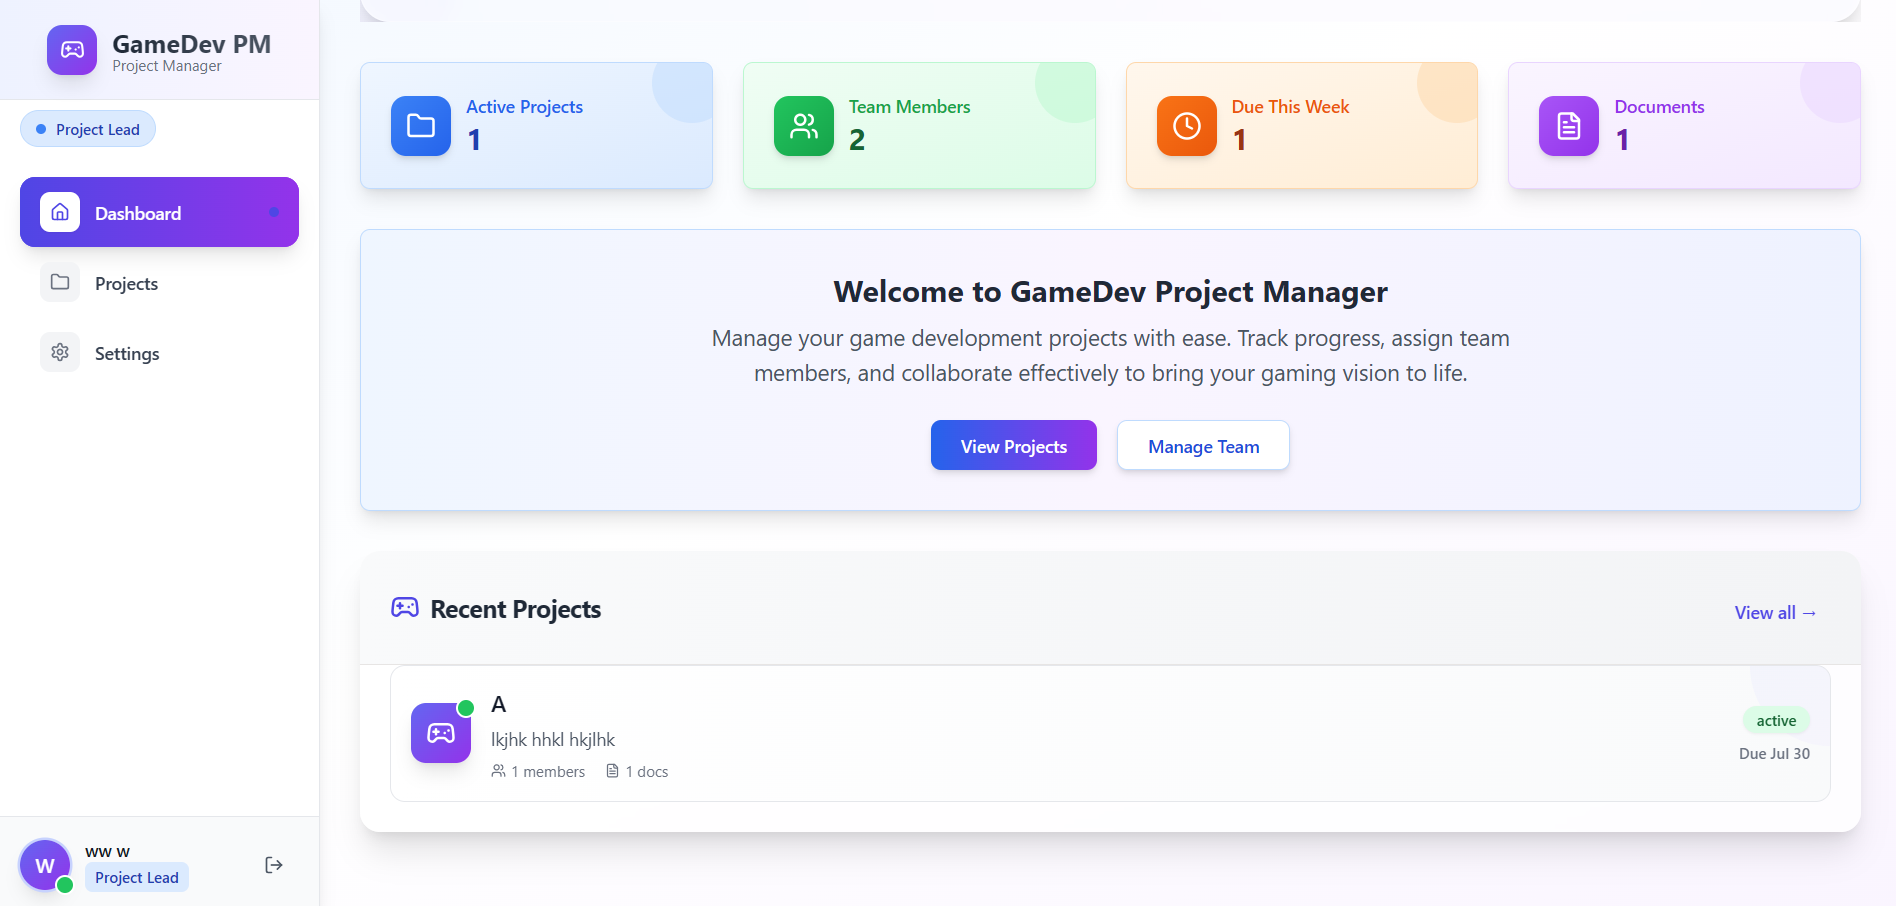 GameDev PM
Project Manager
Project Lead
Dashboard
Projects
Settings
W
ww w
Project Lead
Active Projects
1
Team Members
2
Due This Week
1
Documents
1
Welcome to GameDev Project Manager
Manage your game development projects with ease. Track progress, assign team
members, and collaborate effectively to bring your gaming vision to life.
View Projects
Manage Team
Recent Projects
View all →
A
lkjhk hhkl hkjlhk
1 members
1 docs
active
Due Jul 30